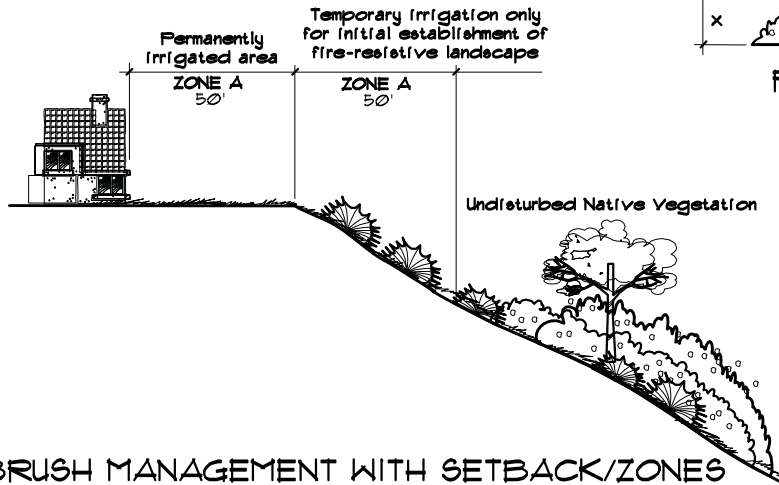 Temporary irrigation only
for initial establishment of
fire-resistive landscape
Permanently
irrigated area
ZONE A
50'
ZONE A
50'
x
Undisturbed Native Vegetation
BRUSH MANAGEMENT WITH SETBACK/ZONES